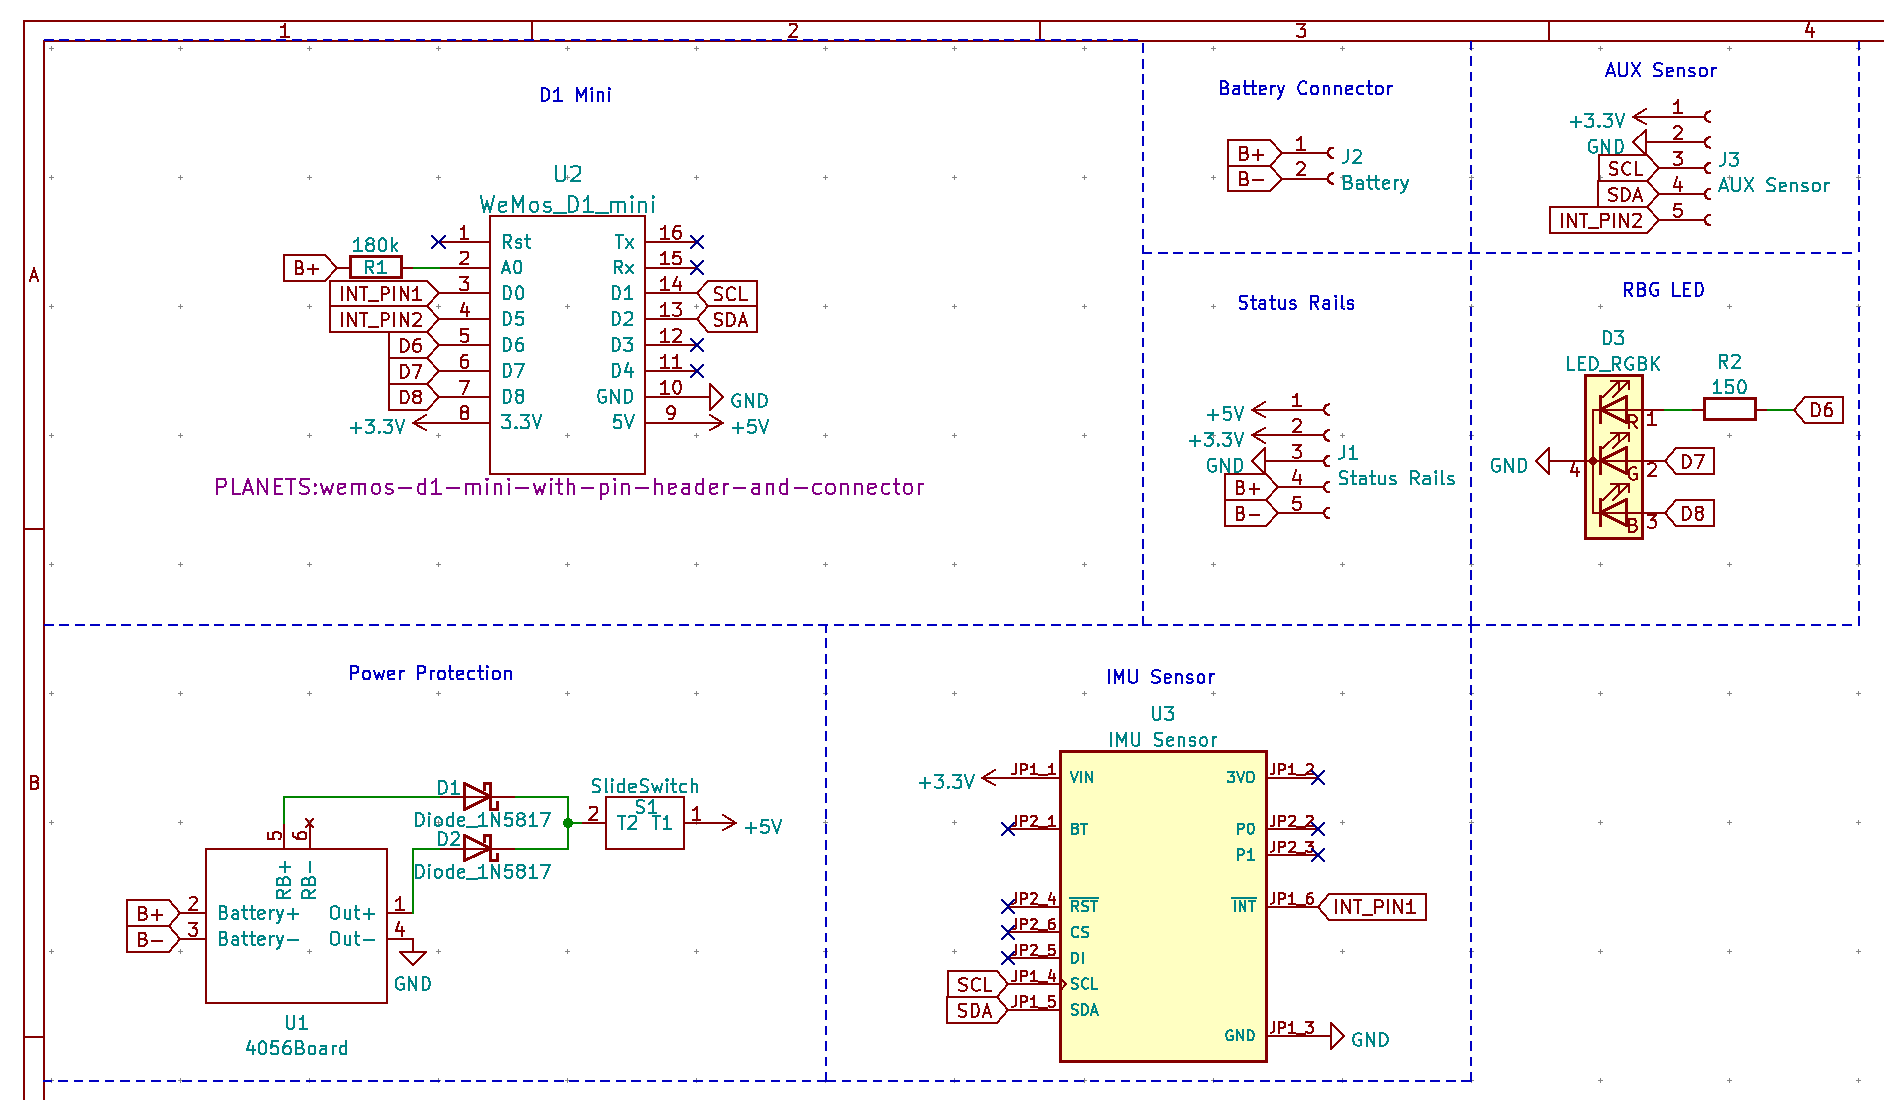 1 2 3 4
A
B
D1 Mini
U2
WeMos_D1_mini
180k
B+
R1
INT_PIN1
INT_PIN2
D6
D7
D8
+3.3V
1 Rst Tx 16
2 A0 Rx 15
3 D0 D1 14
4 D5 D2 13
5 D6 D3 12
6 D7 D4 11
7 D8 GND 10
8 3.3V 5V 9
SCL
SDA
GND
+5V
PLANETS:wemos-d1-mini-with-pin-header-and-connector
Battery Connector
B+ 1
B- 2
J2
Battery
AUX Sensor
+3.3V 1
GND 2
SCL 3
SDA 4
INT_PIN2 5
J3
AUX Sensor
Status Rails
+5V 1
+3.3V 2
GND 3
B+ 4
B- 5
J1
Status Rails
RBG LED
D3
LED_RGBK
R2
150
R 1
D6
GND 4
G 2
D7
B 3
D8
Power Protection
D1
Diode_1N5817
D2
Diode_1N5817
SlideSwitch
S1
2 T2 T1 1
+5V
5 6
RB+
RB-
B+ 2 Battery+ Out+ 1
B- 3 Battery- Out- 4
GND
U1
4056Board
IMU Sensor
U3
IMU Sensor
+3.3V JP1_1 VIN 3VO JP1_2
JP2_1 BT P0 JP2_2
P1 JP2_3
JP2_4 RST INT JP1_6 INT_PIN1
JP2_6 CS
JP2_5 DI
SCL JP1_4 SCL
SDA JP1_5 SDA
GND JP1_3 GND